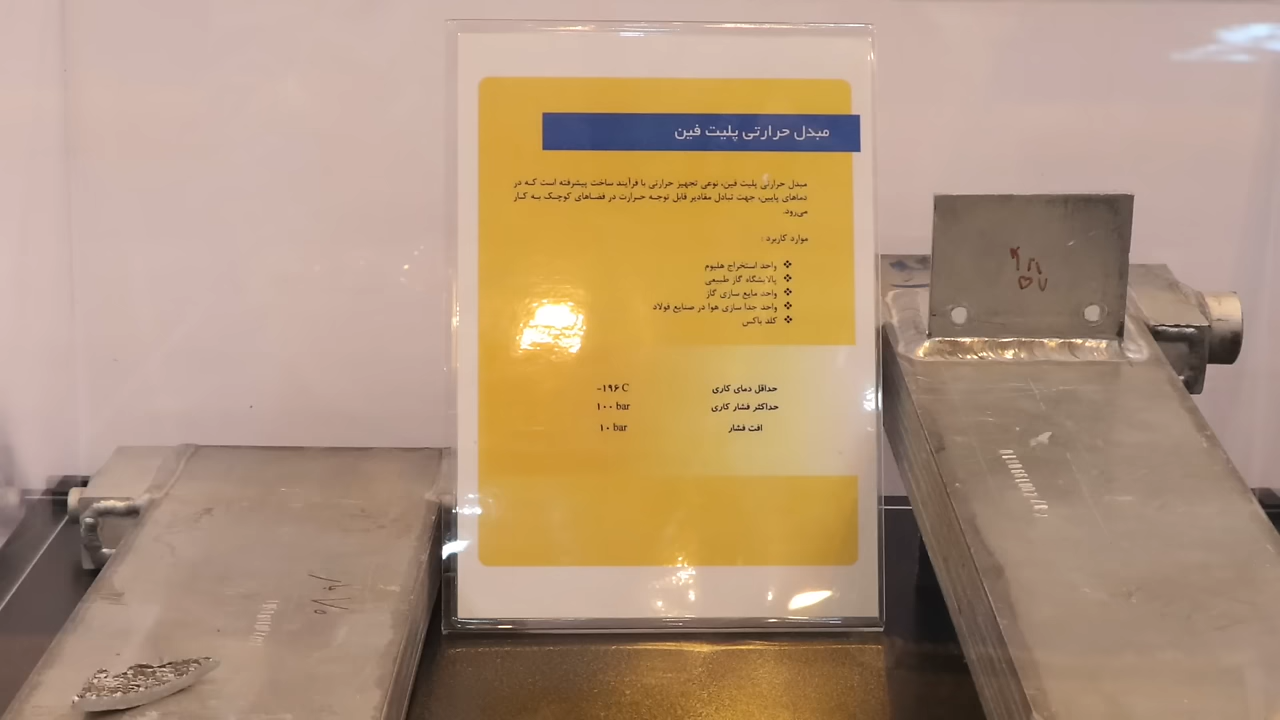 مبدل حرارتی پلیت فین
مبدل حرارتی پلیت فین، نوعی تجهیز حرارتی با فرآیند ساخت پیشرفته است که در
دماهای پایین، جهت تبادل مقادیر قابل توجه حرارت در فضاهای کوچک به کار
می‌رود.
موارد کاربرد :
❖ واحد استخراج هلیوم
❖ پالایشگاه گاز طبیعی
❖ واحد مایع سازی گاز
❖ واحد جدا سازی هوا در صنایع فولاد
❖ کلد باکس
حداقل دمای کاری -۱۹۶ C
حداکثر فشار کاری ۱۰۰ bar
افت فشار ۱۰ bar